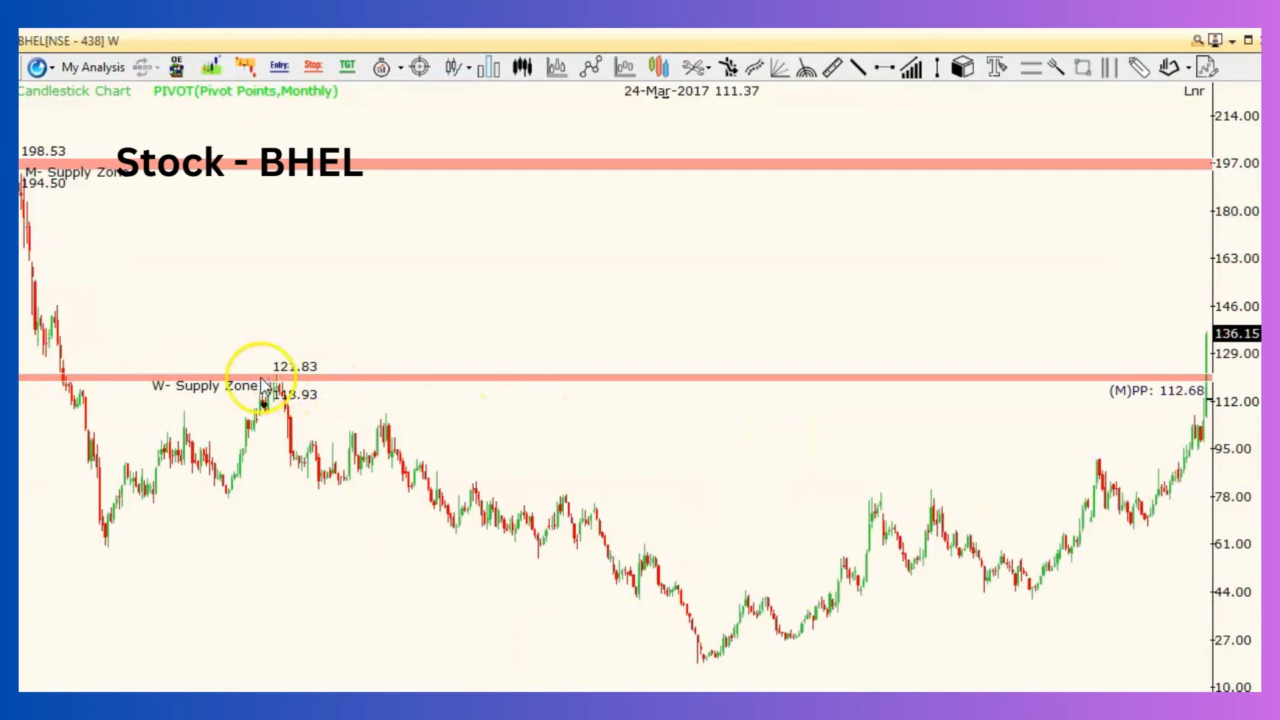 BHEL[NSE - 438] W
My Analysis
OE
Entry:
Stop:
TGT
Candlestick Chart PIVOT(Pivot Points,Monthly) 24-Mar-2017 111.37 Lnr
214.00
198.53
Stock - BHEL
M- Supply Zon
197.00
194.50
180.00
163.00
146.00
136.15
129.00
121.83
W- Supply Zone
(M)PP: 112.68
112.00
95.00
78.00
61.00
44.00
27.00
10.00